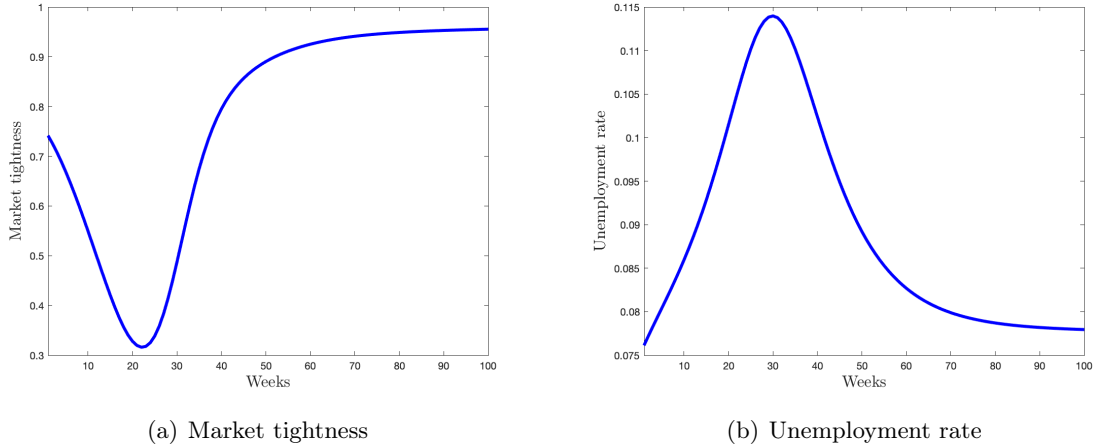 1
0.9
0.8
0.7
0.6
0.5
0.4
0.3
Market tightness
10 20 30 40 50 60 70 80 90 100
Weeks
(a) Market tightness
0.115
0.11
0.105
0.1
0.095
0.09
0.085
0.08
0.075
Unemployment rate
10 20 30 40 50 60 70 80 90 100
Weeks
(b) Unemployment rate